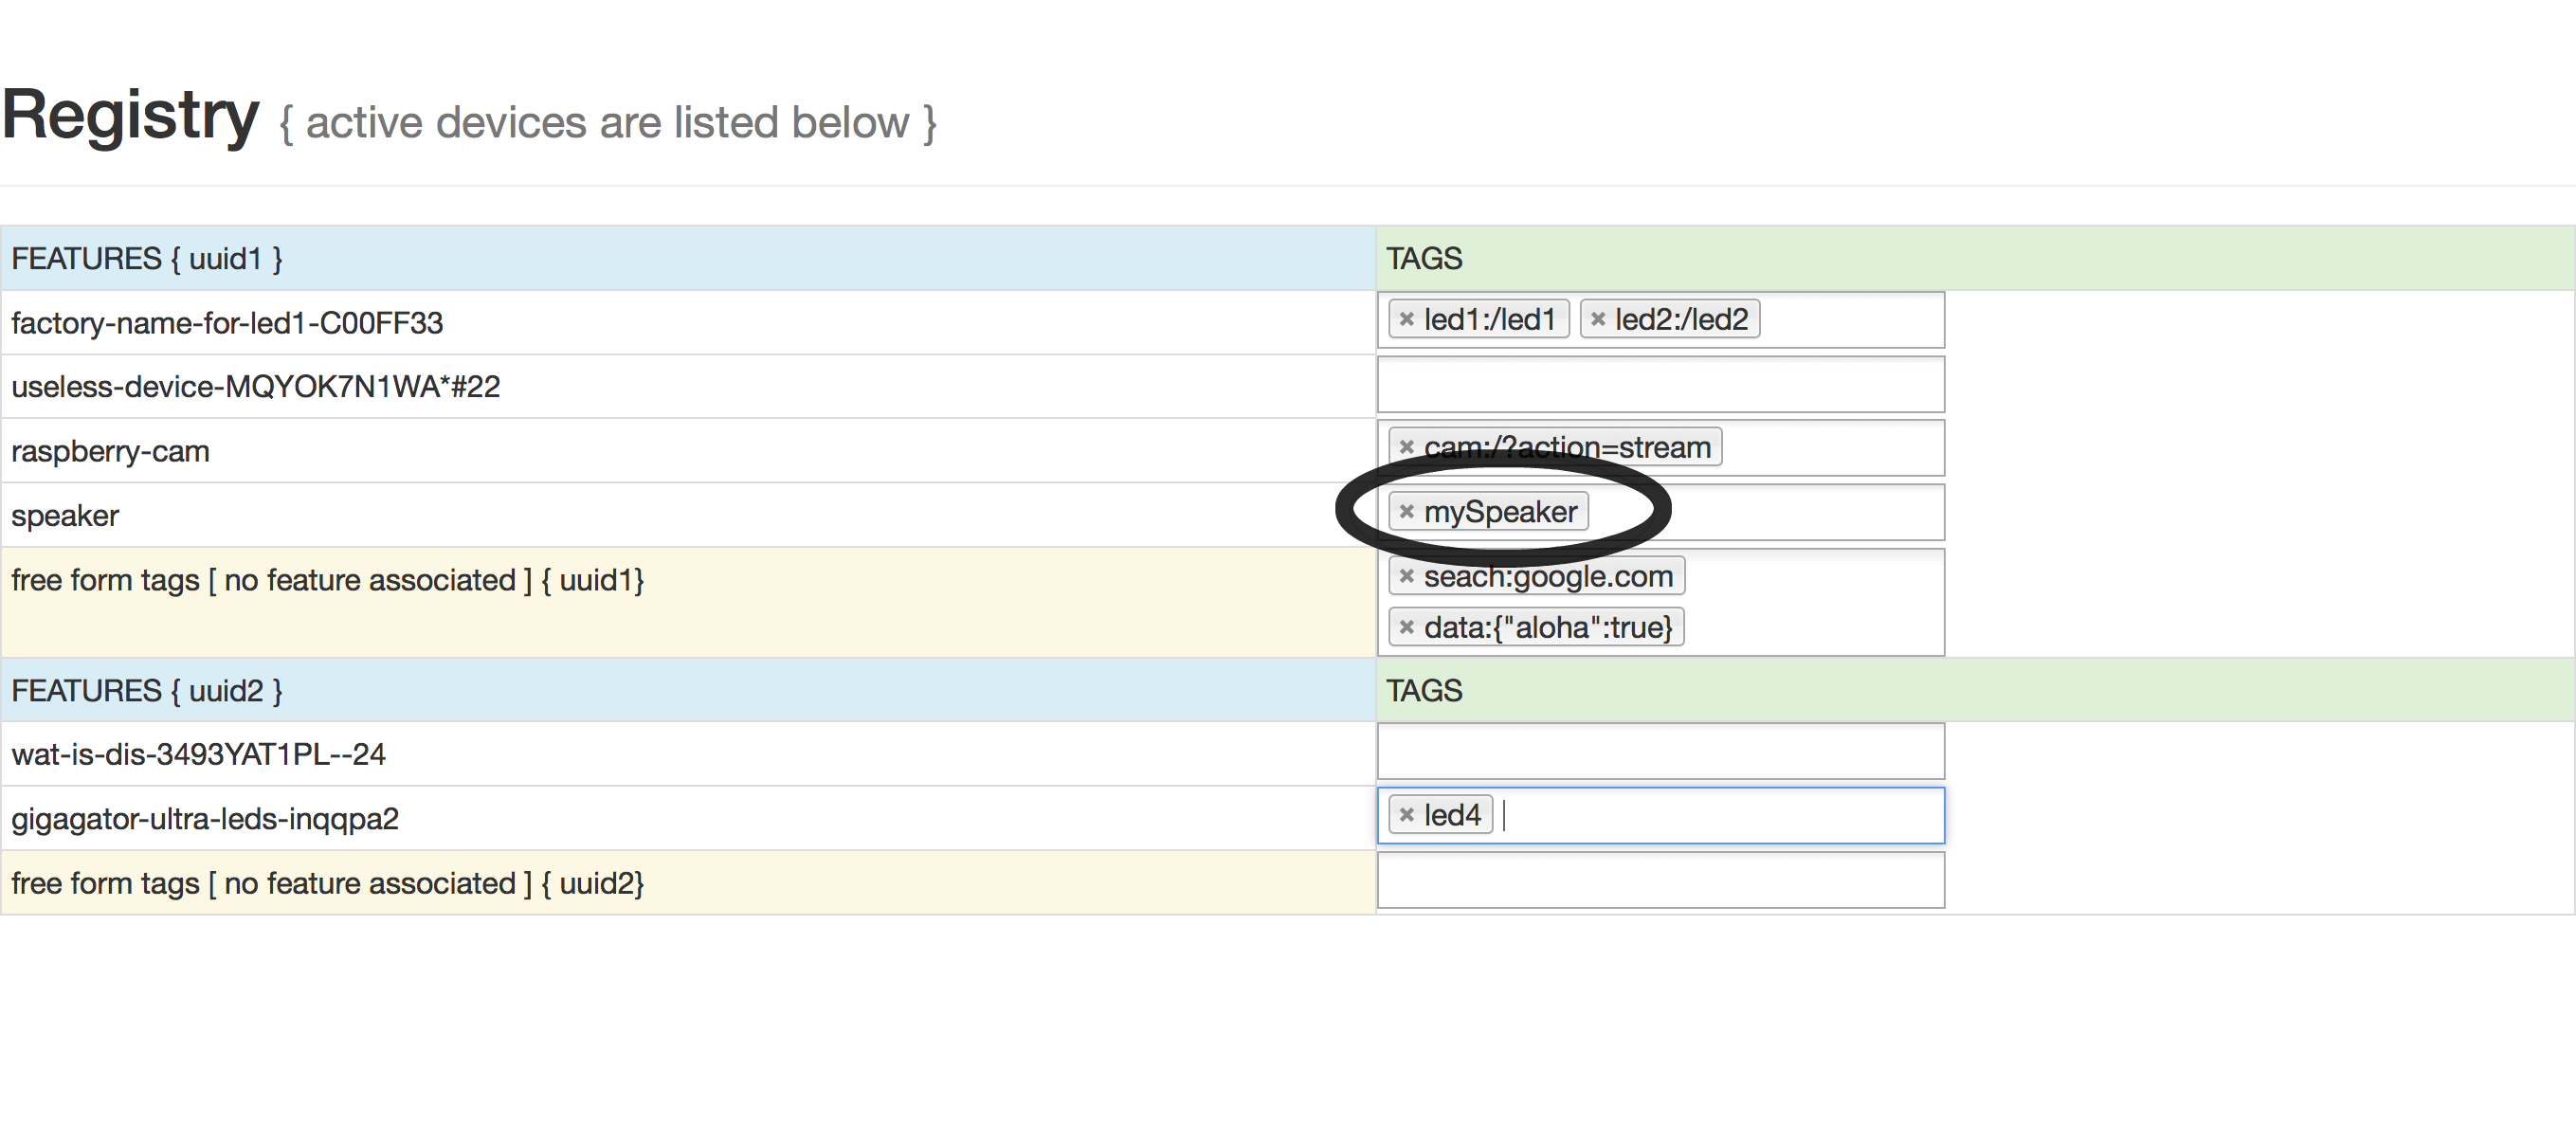 Registry { active devices are listed below }
FEATURES { uuid1 } TAGS
factory-name-for-led1-C00FF33 × led1:/led1 × led2:/led2
useless-device-MQYOK7N1WA*#22
raspberry-cam × cam:/?action=stream
speaker × mySpeaker
free form tags [ no feature associated ] { uuid1} × seach:google.com
× data:{"aloha":true}
FEATURES { uuid2 } TAGS
wat-is-dis-3493YAT1PL--24
gigagator-ultra-leds-inqqpa2 × led4
free form tags [ no feature associated ] { uuid2}